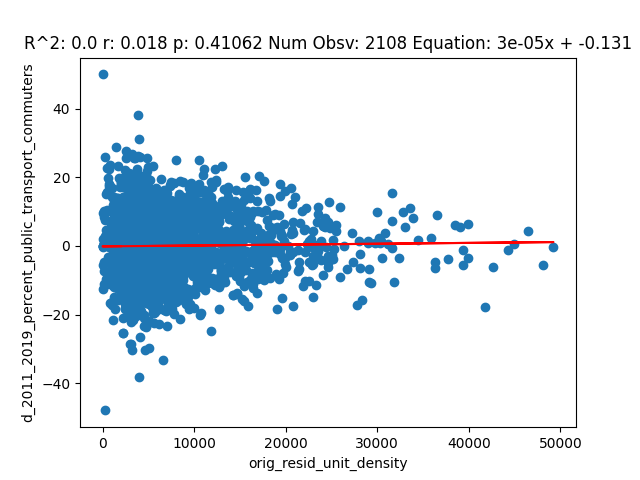 R^2: 0.0 r: 0.018 p: 0.41062 Num Obsv: 2108 Equation: 3e-05x + -0.131
d_2011_2019_percent_public_transport_commuters
40
20
0
−20
−40
0 10000 20000 30000 40000 50000
orig_resid_unit_density